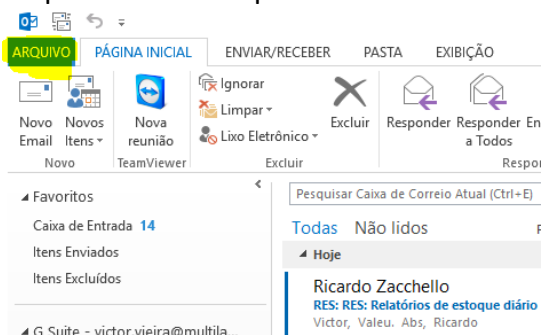 ARQUIVO PÁGINA INICIAL ENVIAR/RECEBER PASTA EXIBIÇÃO
Novo Email
Novos Itens
Nova reunião
Ignorar
Limpar
Lixo Eletrônico
Excluir
Responder
Responder a Todos
En
Novo TeamViewer Excluir Respo
Favoritos
Caixa de Entrada 14
Itens Enviados
Itens Excluídos
G Suite - victor.vieira@multila...
Pesquisar Caixa de Correio Atual (Ctrl+E)
Todas Não lidos
Hoje
Ricardo Zacchello
RES: RES: Relatórios de estoque diário
Victor, Valeu. Abs, Ricardo